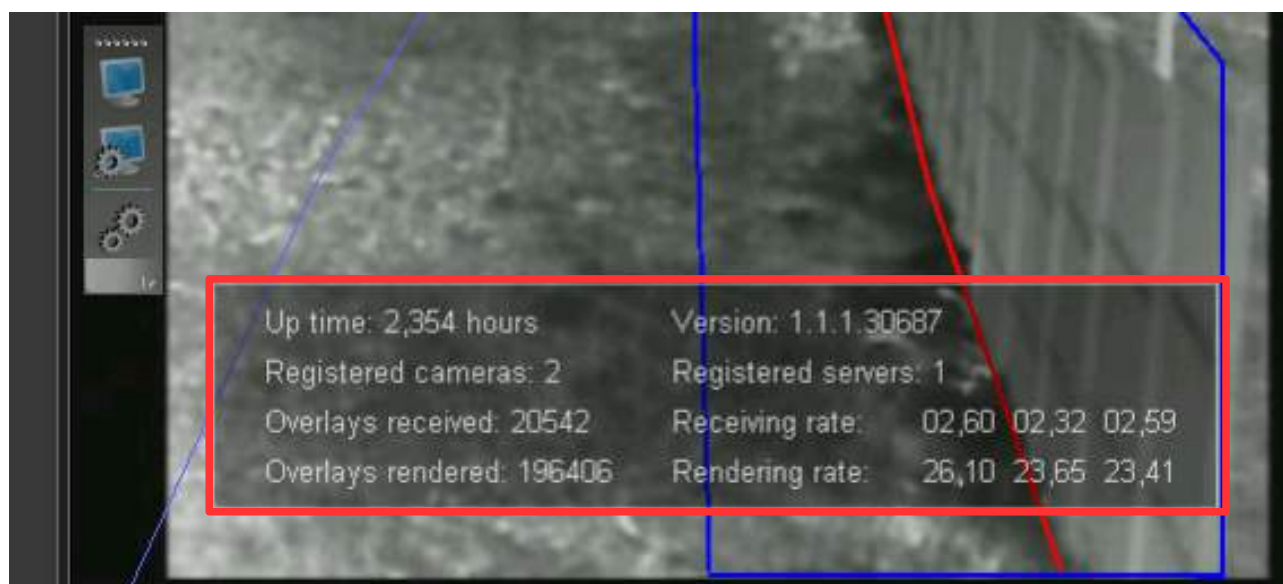 Up time: 2,354 hours Version: 1.1.1.30687
Registered cameras: 2 Registered servers: 1
Overlays received: 20542 Receiving rate: 02,60 02,32 02,59
Overlays rendered: 196406 Rendering rate: 26,10 23,65 23,41